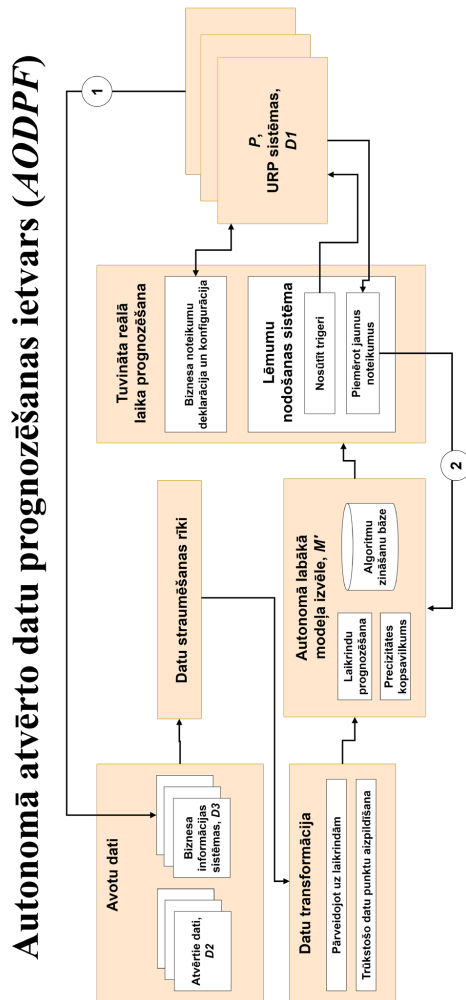 Autonomā atvērto datu prognozēšanas ietvars (AODPF)
Avotu dati
Atvērtie dati,
D2
Biznesa
informācijas
sistēmas, D3
Datu straumēšanas rīki
Datu transformācija
Pārveidojot uz laikrindām
Trūkstošo datu punktu aizpildīšana
Autonomā labākā
modeļa izvēle, M'
Laikrindu
prognozēšana
Precizitātes
kopsavilkums
Algoritmu
zināšanu bāze
Tuvināta reālā
laika prognozēšana
Biznesa noteikumu
deklarācija un konfigurācija
Lēmumu
nodošanas sistēma
Nosūtīt trigeri
Piemērot jaunus
noteikumus
P,
URP sistēmas,
D1
1
2